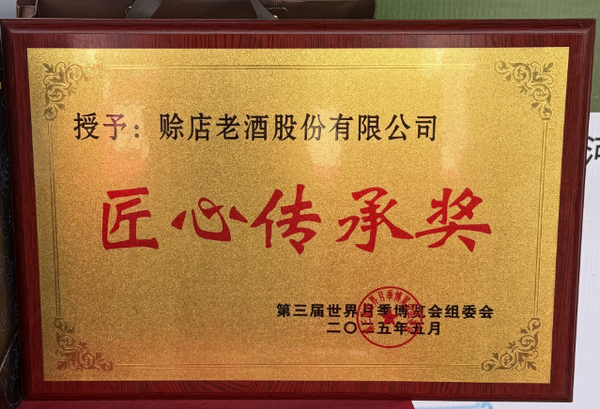 授予：赊店老酒股份有限公司
匠心传承奖
第三届世界月季博览会组委会
二〇二五年五月